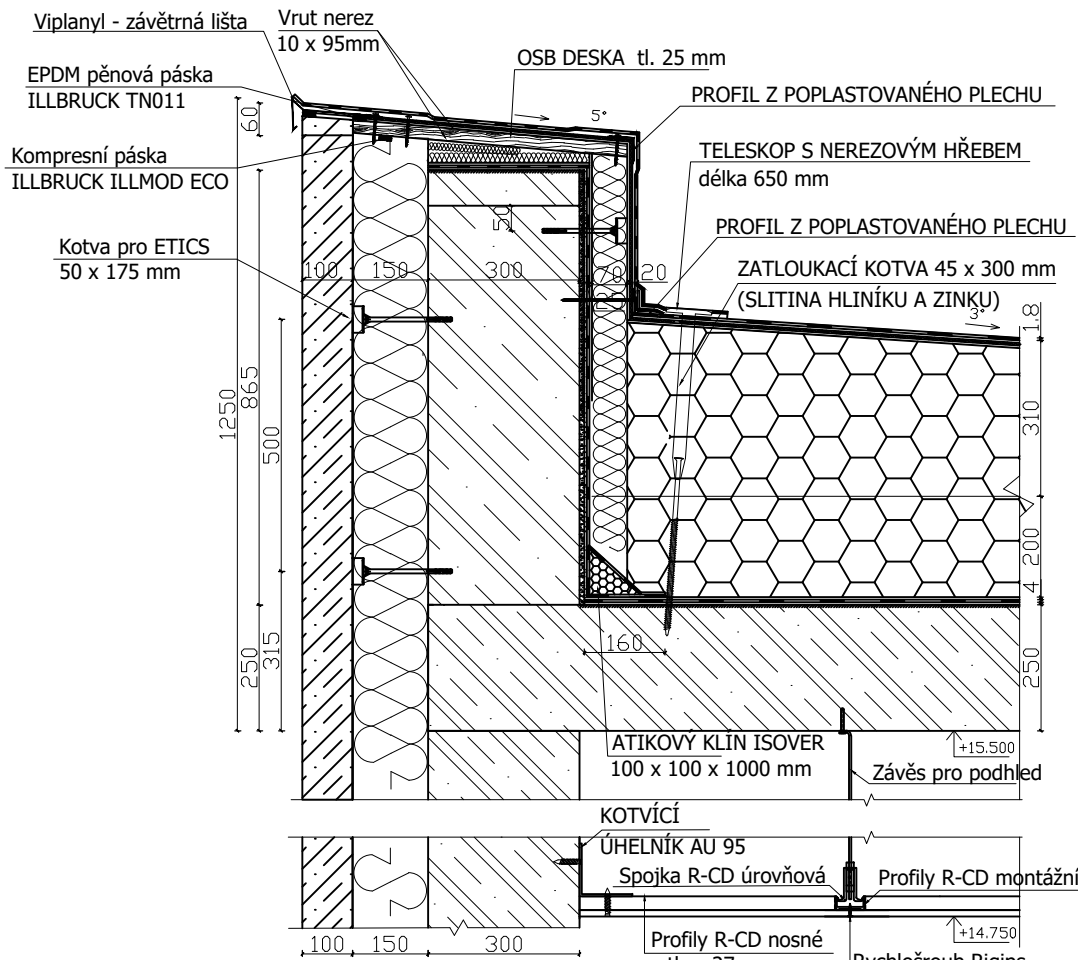 Viplanyl - závětrná lišta
Vrut nerez
10 x 95mm
OSB DESKA tl. 25 mm
EPDM pěnová páska
ILLBRUCK TN011
PROFIL Z POPLASTOVANÉHO PLECHU
5°
60
Kompresní páska
ILLBRUCK ILLMOD ECO
TELESKOP S NEREZOVÝM HŘEBEM
délka 650 mm
PROFIL Z POPLASTOVANÉHO PLECHU
50
Kotva pro ETICS
50 x 175 mm
ZATLOUKACÍ KOTVA 45 x 300 mm
(SLITINA HLINÍKU A ZINKU)
100
150
300
70
20
3°
1.8
1250
865
500
310
200
4
250
315
160
250
ATIKOVÝ KLÍN ISOVER
100 x 100 x 1000 mm
+15.500
Závěs pro podhled
KOTVÍCÍ
ÚHELNÍK AU 95
Spojka R-CD úrovňová
Profily R-CD montážní
+14.750
100
150
300
Profily R-CD nosné